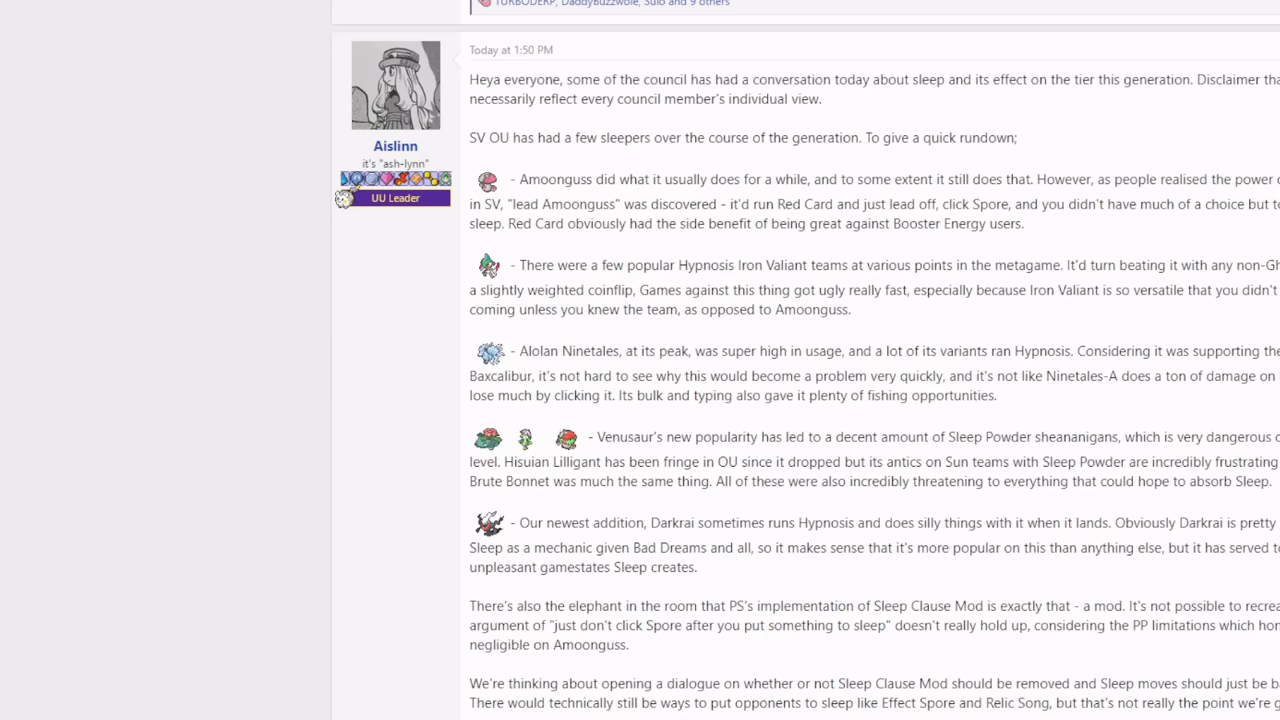 TURBODERP, DaddyBuzzwole, Sulo and 9 others
Today at 1:50 PM
Heya everyone, some of the council has had a conversation today about sleep and its effect on the tier this generation. Disclaimer tha
necessarily reflect every council member's individual view.
SV OU has had a few sleepers over the course of the generation. To give a quick rundown;
Aislinn
it's "ash-lynn"
UU Leader
- Amoonguss did what it usually does for a while, and to some extent it still does that. However, as people realised the power o
in SV, "lead Amoonguss" was discovered - it'd run Red Card and just lead off, click Spore, and you didn't have much of a choice but to
sleep. Red Card obviously had the side benefit of being great against Booster Energy users.
- There were a few popular Hypnosis Iron Valiant teams at various points in the metagame. It'd turn beating it with any non-Gh
a slightly weighted coinflip, Games against this thing got ugly really fast, especially because Iron Valiant is so versatile that you didn't
coming unless you knew the team, as opposed to Amoonguss.
- Alolan Ninetales, at its peak, was super high in usage, and a lot of its variants ran Hypnosis. Considering it was supporting the
Baxcalibur, it's not hard to see why this would become a problem very quickly, and it's not like Ninetales-A does a ton of damage on
lose much by clicking it. Its bulk and typing also gave it plenty of fishing opportunities.
- Venusaur's new popularity has led to a decent amount of Sleep Powder sheananigans, which is very dangerous o
level. Hisuian Lilligant has been fringe in OU since it dropped but its antics on Sun teams with Sleep Powder are incredibly frustrating
Brute Bonnet was much the same thing. All of these were also incredibly threatening to everything that could hope to absorb Sleep.
- Our newest addition, Darkrai sometimes runs Hypnosis and does silly things with it when it lands. Obviously Darkrai is pretty
Sleep as a mechanic given Bad Dreams and all, so it makes sense that it's more popular on this than anything else, but it has served to
unpleasant gamestates Sleep creates.
There's also the elephant in the room that PS's implementation of Sleep Clause Mod is exactly that - a mod. It's not possible to recrea
argument of "just don't click Spore after you put something to sleep" doesn't really hold up, considering the PP limitations which hon
negligible on Amoonguss.
We're thinking about opening a dialogue on whether or not Sleep Clause Mod should be removed and Sleep moves should just be ba
There would technically still be ways to put opponents to sleep like Effect Spore and Relic Song, but that's not really the point we're g